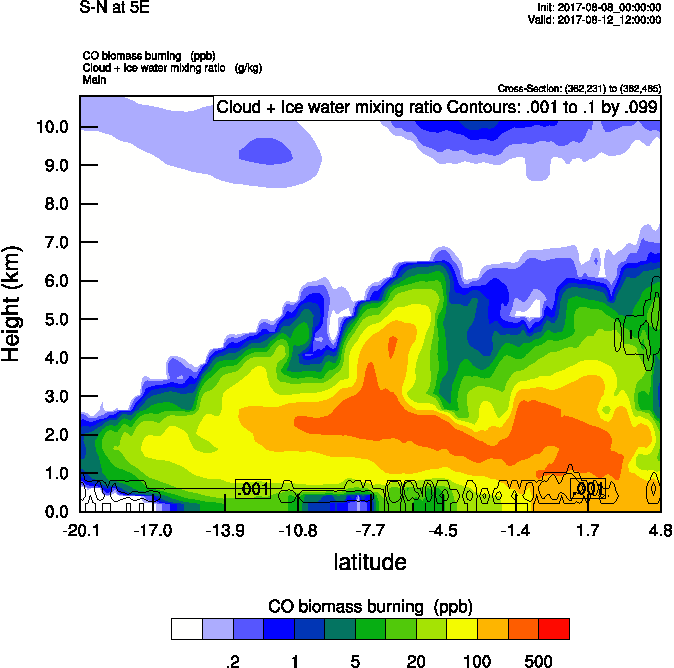 S-N at 5E
Init: 2017-08-08_00:00:00
Valid: 2017-08-12_12:00:00
CO biomass burning (ppb)
Cloud + Ice water mixing ratio (g/kg)
Main
Cross-Section: (362,231) to (362,485)
Cloud + Ice water mixing ratio Contours: .001 to .1 by .099
10.0
9.0
8.0
7.0
6.0
5.0
4.0
3.0
2.0
1.0
0.0
Height (km)
.001
.001
-20.1 -17.0 -13.9 -10.8 -7.7 -4.5 -1.4 1.7 4.8
latitude
CO biomass burning (ppb)
.2 1 5 20 100 500